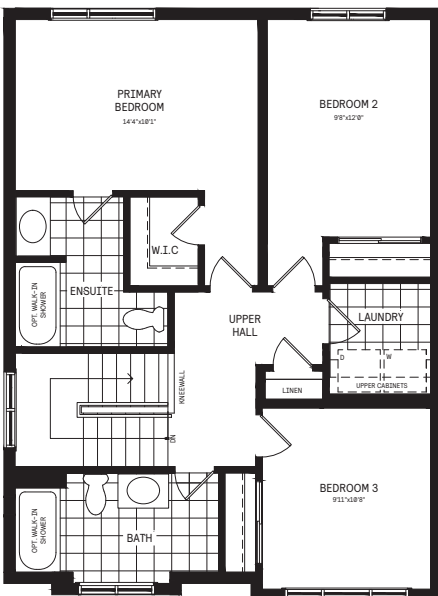 PRIMARY
BEDROOM
14'4"x10'1"
BEDROOM 2
9'8"x12'0"
W.I.C
OPT. WALK-IN
SHOWER
ENSUITE
UPPER
HALL
LAUNDRY
D
W
UPPER CABINETS
LINEN
KNEEWALL
DN
BEDROOM 3
9'11"x10'8"
OPT. WALK-IN
SHOWER
BATH